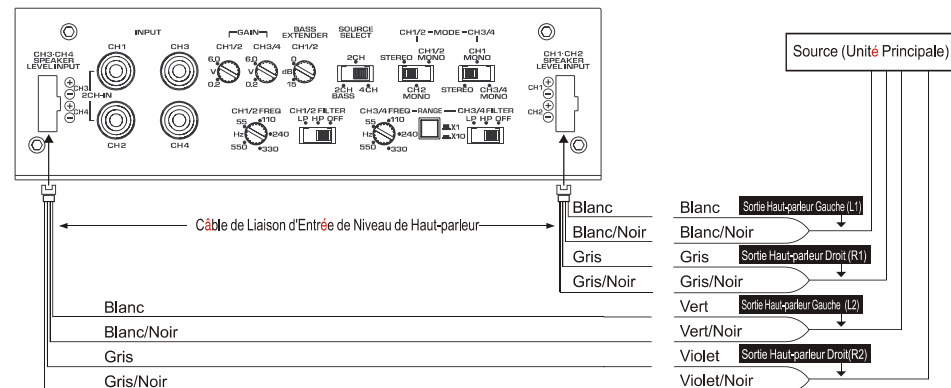 INPUT
GAIN
BASS EXTENDER
SOURCE SELECT
CH1/2 - MODE - CH3/4
CH3·CH4 SPEAKER LEVEL INPUT
CH1
CH3
CH1/2
CH3/4
CH1/2
2CH
STEREO
CH1/2 MONO
CH1 MONO
CH1·CH2 SPEAKER LEVEL INPUT
6.0
V
0.2
6.0
V
0.2
0
dB
15
CH3
2CH-IN
CH4
2CH BASS
4CH
CH2 MONO
STEREO
CH3/4 MONO
CH1
CH2
CH2
CH4
CH1/2 FREQ
55
110
Hz
240
550
330
CH1/2 FILTER
LP HP OFF
CH3/4 FREQ
55
110
Hz
240
550
330
RANGE
X1
X10
CH3/4 FILTER
LP HP OFF
Source (Unité Principale)
Câble de Liaison d'Entrée de Niveau de Haut-parleur
Blanc
Blanc
Sortie Haut-parleur Gauche (L1)
Blanc/Noir
Blanc/Noir
Gris
Gris
Sortie Haut-parleur Droit (R1)
Gris/Noir
Gris/Noir
Blanc
Vert
Sortie Haut-parleur Gauche (L2)
Blanc/Noir
Vert/Noir
Gris
Violet
Sortie Haut-parleur Droit(R2)
Gris/Noir
Violet/Noir